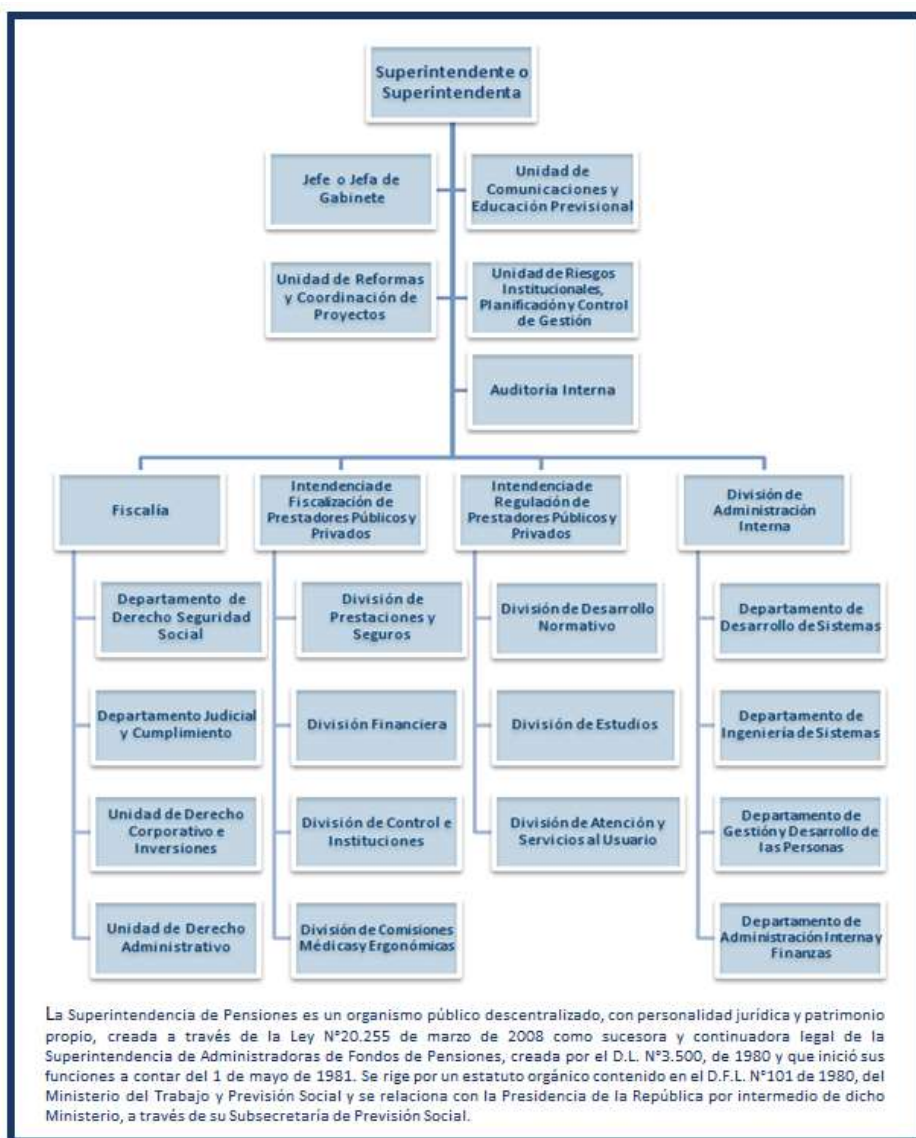 Superintendente o
Superintendenta
Jefe o Jefa de
Gabinete
Unidad de
Comunicaciones y
Educación Previsional
Unidad de Reformas
y Coordinación de
Proyectos
Unidad de Riesgos
Institucionales,
Planificación y Control
de Gestión
Auditoría Interna
Fiscalía
Intendencia de
Fiscalización de
Prestadores Públicos y
Privados
Intendencia de
Regulación de
Prestadores Públicos y
Privados
División de
Administración
Interna
Departamento de
Derecho Seguridad
Social
Departamento Judicial
y Cumplimiento
Unidad de Derecho
Corporativo e
Inversiones
Unidad de Derecho
Administrativo
División de
Prestaciones y
Seguros
División Financiera
División de Control e
Instituciones
División de Comisiones
Médicas y Ergonómicas
División de Desarrollo
Normativo
División de Estudios
División de Atención y
Servicios al Usuario
Departamento de
Desarrollo de Sistemas
Departamento de
Ingeniería de Sistemas
Departamento de
Gestión y Desarrollo de
las Personas
Departamento de
Administración Interna y
Finanzas
La Superintendencia de Pensiones es un organismo público descentralizado, con personalidad jurídica y patrimonio
propio, creada a través de la Ley N°20.255 de marzo de 2008 como sucesora y continuadora legal de la
Superintendencia de Administradoras de Fondos de Pensiones, creada por el D.L. N°3.500, de 1980 y que inició sus
funciones a contar del 1 de mayo de 1981. Se rige por un estatuto orgánico contenido en el D.F.L. N°101 de 1980, del
Ministerio del Trabajo y Previsión Social y se relaciona con la Presidencia de la República por intermedio de dicho
Ministerio, a través de su Subsecretaría de Previsión Social.